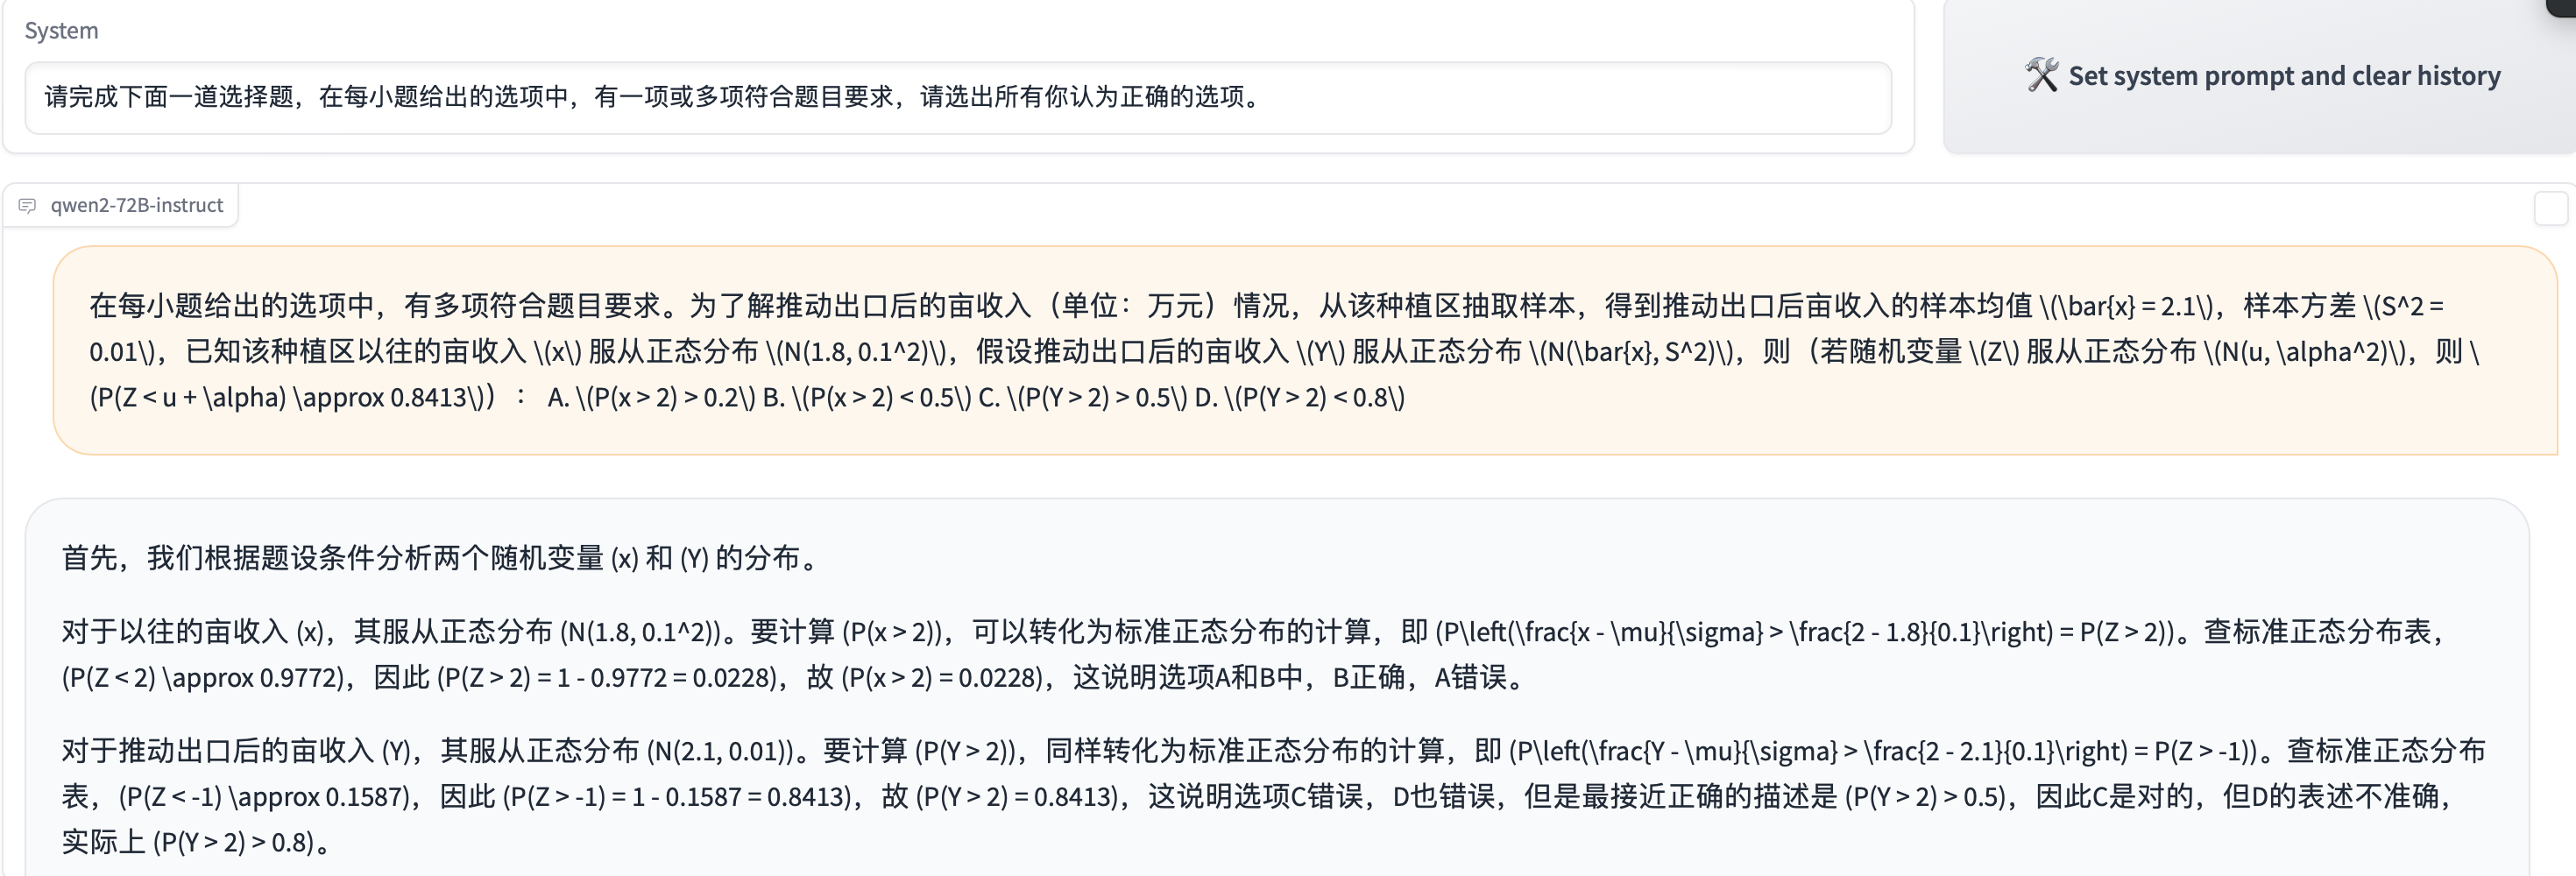 System
请完成下面一道选择题，在每小题给出的选项中，有一项或多项符合题目要求，请选出所有你认为正确的选项。
🛠 Set system prompt and clear history
qwen2-72B-instruct
在每小题给出的选项中，有多项符合题目要求。为了解推动出口后的亩收入（单位：万元）情况，从该种植区抽取样本，得到推动出口后亩收入的样本均值 \(\bar{x} = 2.1\)，样本方差 \(S^2 =
0.01\)，已知该种植区以往的亩收入 \(x\) 服从正态分布 \(N(1.8, 0.1^2)\)，假设推动出口后的亩收入 \(Y\) 服从正态分布 \(N(\bar{x}, S^2)\)，则（若随机变量 \(Z\) 服从正态分布 \(N(u, \alpha^2)\)，则 \
(P(Z < u + \alpha) \approx 0.8413\)）： A. \(P(x > 2) > 0.2\) B. \(P(x > 2) < 0.5\) C. \(P(Y > 2) > 0.5\) D. \(P(Y > 2) < 0.8\)
首先，我们根据题设条件分析两个随机变量 (x) 和 (Y) 的分布。
对于以往的亩收入 (x)，其服从正态分布 (N(1.8, 0.1^2))。要计算 (P(x > 2))，可以转化为标准正态分布的计算，即 (P\left(\frac{x - \mu}{\sigma} > \frac{2 - 1.8}{0.1}\right) = P(Z > 2))。查标准正态分布表，
(P(Z < 2) \approx 0.9772)，因此 (P(Z > 2) = 1 - 0.9772 = 0.0228)，故 (P(x > 2) = 0.0228)，这说明选项A和B中，B正确，A错误。
对于推动出口后的亩收入 (Y)，其服从正态分布 (N(2.1, 0.01))。要计算 (P(Y > 2))，同样转化为标准正态分布的计算，即 (P\left(\frac{Y - \mu}{\sigma} > \frac{2 - 2.1}{0.1}\right) = P(Z > -1))。查标准正态分布
表，(P(Z < -1) \approx 0.1587)，因此 (P(Z > -1) = 1 - 0.1587 = 0.8413)，故 (P(Y > 2) = 0.8413)，这说明选项C错误，D也错误，但是最接近正确的描述是 (P(Y > 2) > 0.5)，因此C是对的，但D的表述不准确，
实际上 (P(Y > 2) > 0.8)。